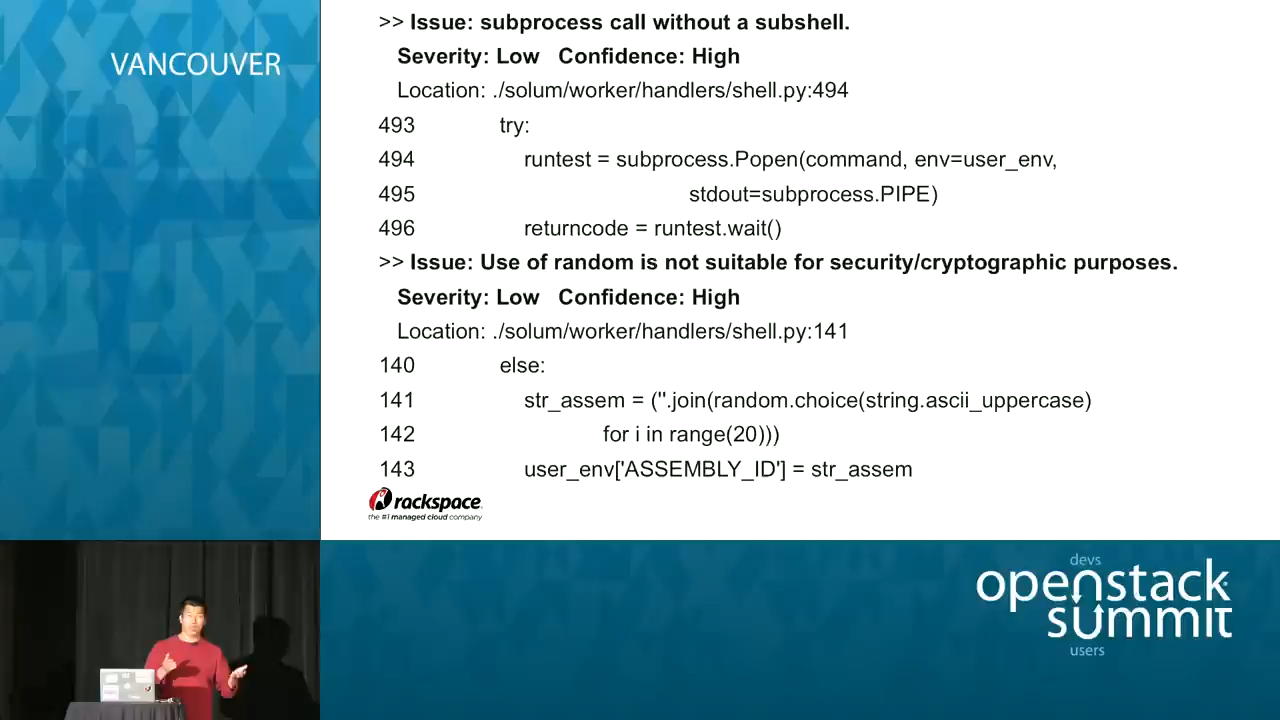 VANCOUVER
>> Issue: subprocess call without a subshell.
Severity: Low Confidence: High
Location: ./solum/worker/handlers/shell.py:494
493 try:
494 runtest = subprocess.Popen(command, env=user_env,
495 stdout=subprocess.PIPE)
496 returncode = runtest.wait()
>> Issue: Use of random is not suitable for security/cryptographic purposes.
Severity: Low Confidence: High
Location: ./solum/worker/handlers/shell.py:141
140 else:
141 str_assem = (''.join(random.choice(string.ascii_uppercase)
142 for i in range(20)))
143 user_env['ASSEMBLY_ID'] = str_assem
rackspace
the #1 managed cloud company
devs
openstack
summit
users